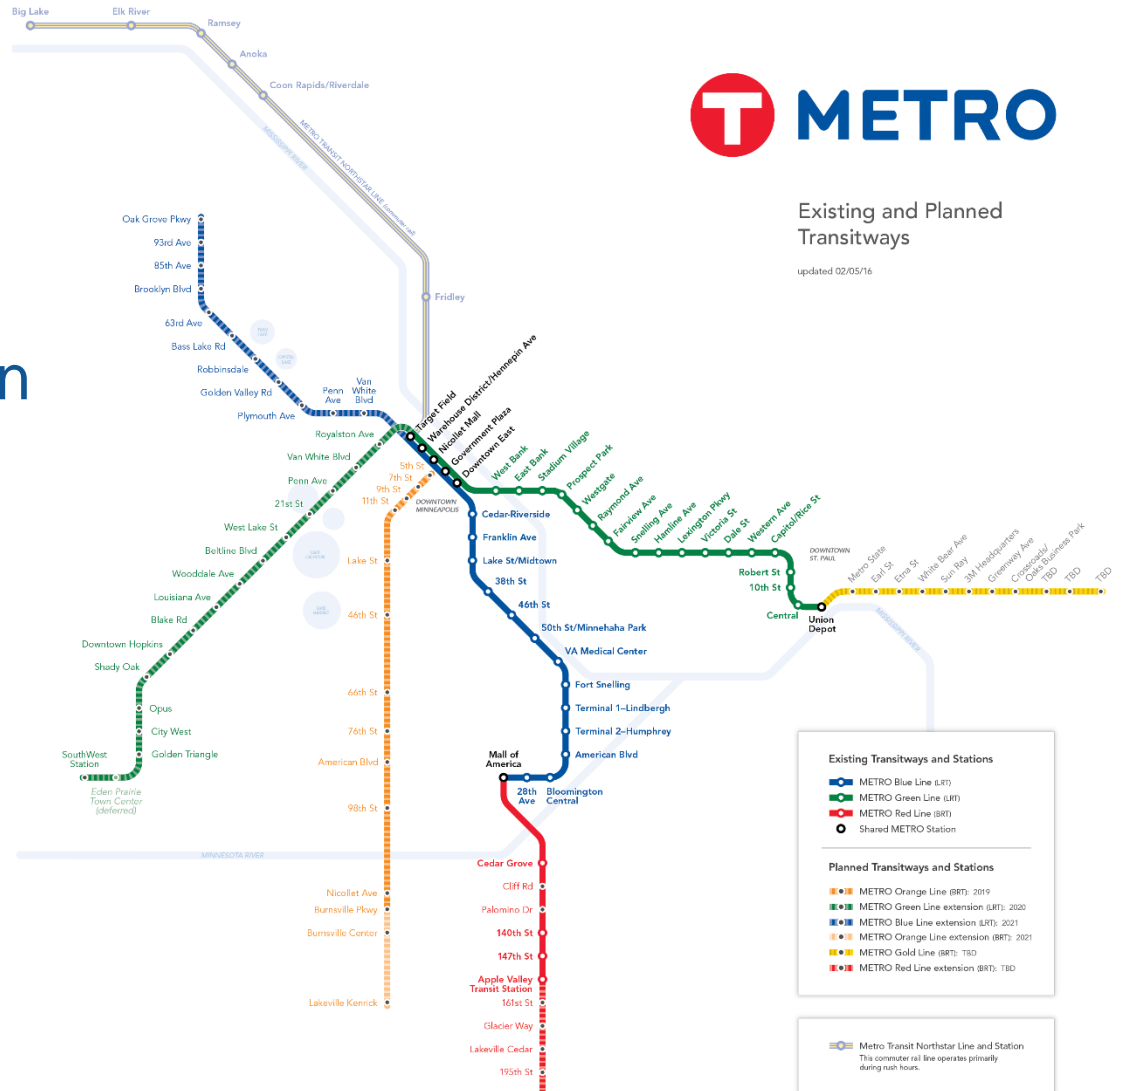 Big Lake
Elk River
Ramsey
Anoka
Coon Rapids/Riverdale
METRO TRANSIT NORTHSTAR LINE (commuter rail)
MISSISSIPPI RIVER
Fridley
T METRO
Existing and Planned
Transitways
updated 02/05/16
n
Oak Grove Pkwy
93rd Ave
85th Ave
Brooklyn Blvd
63rd Ave
Bass Lake Rd
Robbinsdale
Golden Valley Rd
Plymouth Ave
Penn
Ave
Van
White
Blvd
Target Field
Warehouse District/Hennepin Ave
Nicollet Mall
Government Plaza
Downtown East
DOWNTOWN
MINNEAPOLIS
Royalston Ave
Van White Blvd
Penn Ave
21st St
West Lake St
Beltline Blvd
Wooddale Ave
Louisiana Ave
Blake Rd
Downtown Hopkins
Shady Oak
Opus
City West
Golden Triangle
SouthWest
Station
Eden Prairie
Town Center
(deferred)
5th St
7th St
9th St
11th St
Lake St
46th St
66th St
76th St
American Blvd
98th St
Nicollet Ave
Burnsville Pkwy
Burnsville Center
Lakeville Kenrick
West Bank
East Bank
Stadium Village
Prospect Park
Westgate
Raymond Ave
Fairview Ave
Snelling Ave
Hamline Ave
Lexington Pkwy
Victoria St
Dale St
Western Ave
Capitol/Rice St
Robert St
10th St
Central
Union
Depot
DOWNTOWN
ST. PAUL
Metro State
Earl St
Etna St
White Bear Ave
Sun Ray
3M Headquarters
Greenway Ave
Crossroads/
Oaks Business Park
TBD
TBD
TBD
MISSISSIPPI RIVER
Cedar-Riverside
Franklin Ave
Lake St/Midtown
38th St
46th St
50th St/Minnehaha Park
VA Medical Center
Fort Snelling
Terminal 1–Lindbergh
Terminal 2–Humphrey
American Blvd
Mall of
America
28th
Ave
Bloomington
Central
MINNESOTA RIVER
Cedar Grove
Cliff Rd
Palomino Dr
140th St
147th St
Apple Valley
Transit Station
161st St
Glacier Way
Lakeville Cedar
195th St
Existing Transitways and Stations
METRO Blue Line (LRT)
METRO Green Line (LRT)
METRO Red Line (BRT)
Shared METRO Station
Planned Transitways and Stations
METRO Orange Line (BRT): 2019
METRO Green Line extension (LRT): 2020
METRO Blue Line extension (LRT): 2021
METRO Orange Line extension (BRT): 2021
METRO Gold Line (BRT): TBD
METRO Red Line extension (BRT): TBD
Metro Transit Northstar Line and Station
This commuter rail line operates primarily
during rush hours.